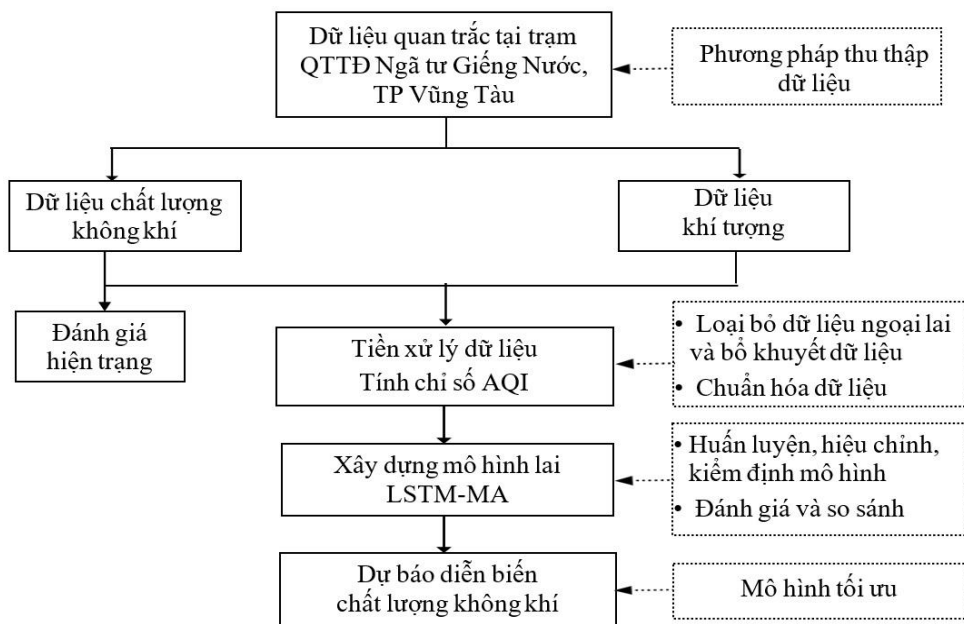 Dữ liệu quan trắc tại trạm
QTTĐ Ngã tư Giếng Nước,
TP Vũng Tàu
Phương pháp thu thập
dữ liệu
Dữ liệu chất lượng
không khí
Dữ liệu
khí tượng
Đánh giá
hiện trạng
Tiền xử lý dữ liệu
Tính chỉ số AQI
• Loại bỏ dữ liệu ngoại lai
và bổ khuyết dữ liệu
• Chuẩn hóa dữ liệu
Xây dựng mô hình lai
LSTM-MA
• Huấn luyện, hiệu chỉnh,
kiểm định mô hình
• Đánh giá và so sánh
Dự báo diễn biến
chất lượng không khí
Mô hình tối ưu